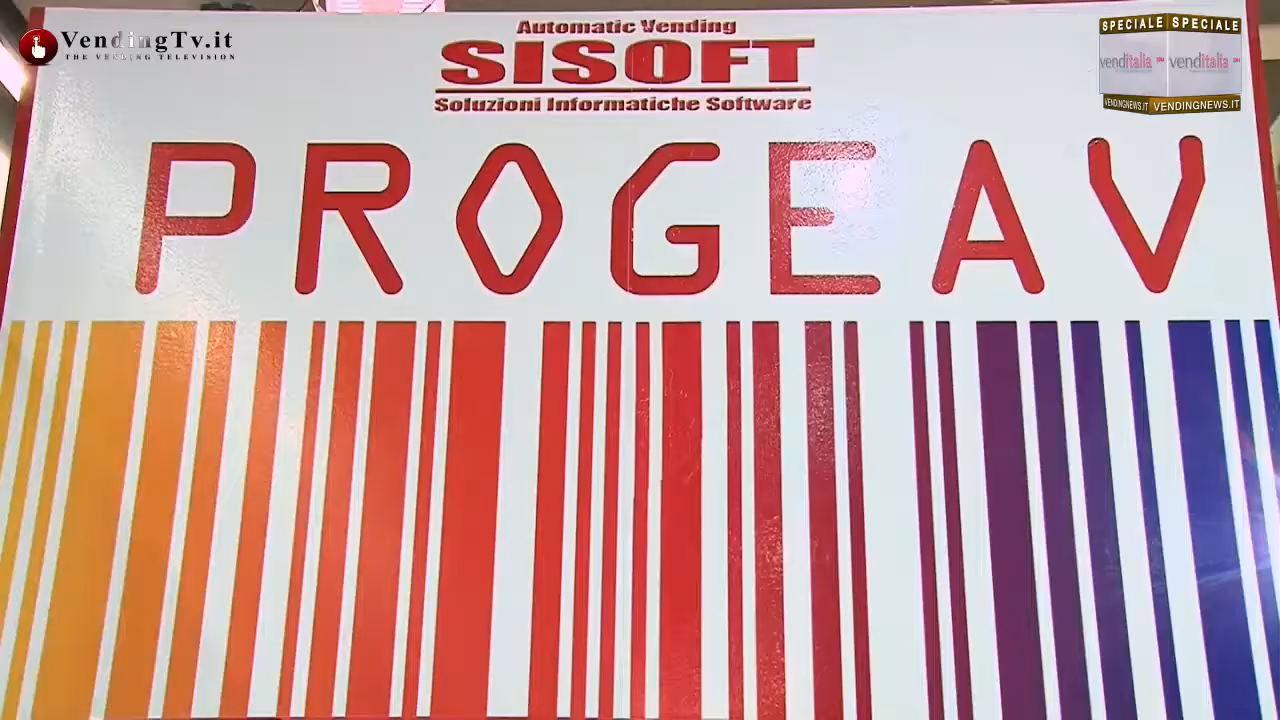 VendingTv.it
THE VENDING TELEVISION
Automatic Vending
SISOFT
Soluzioni Informatiche Software
SPECIALE SPECIALE
venditalia venditalia
VENDINGNEWS.IT VENDINGNEWS.IT
PROGEAV